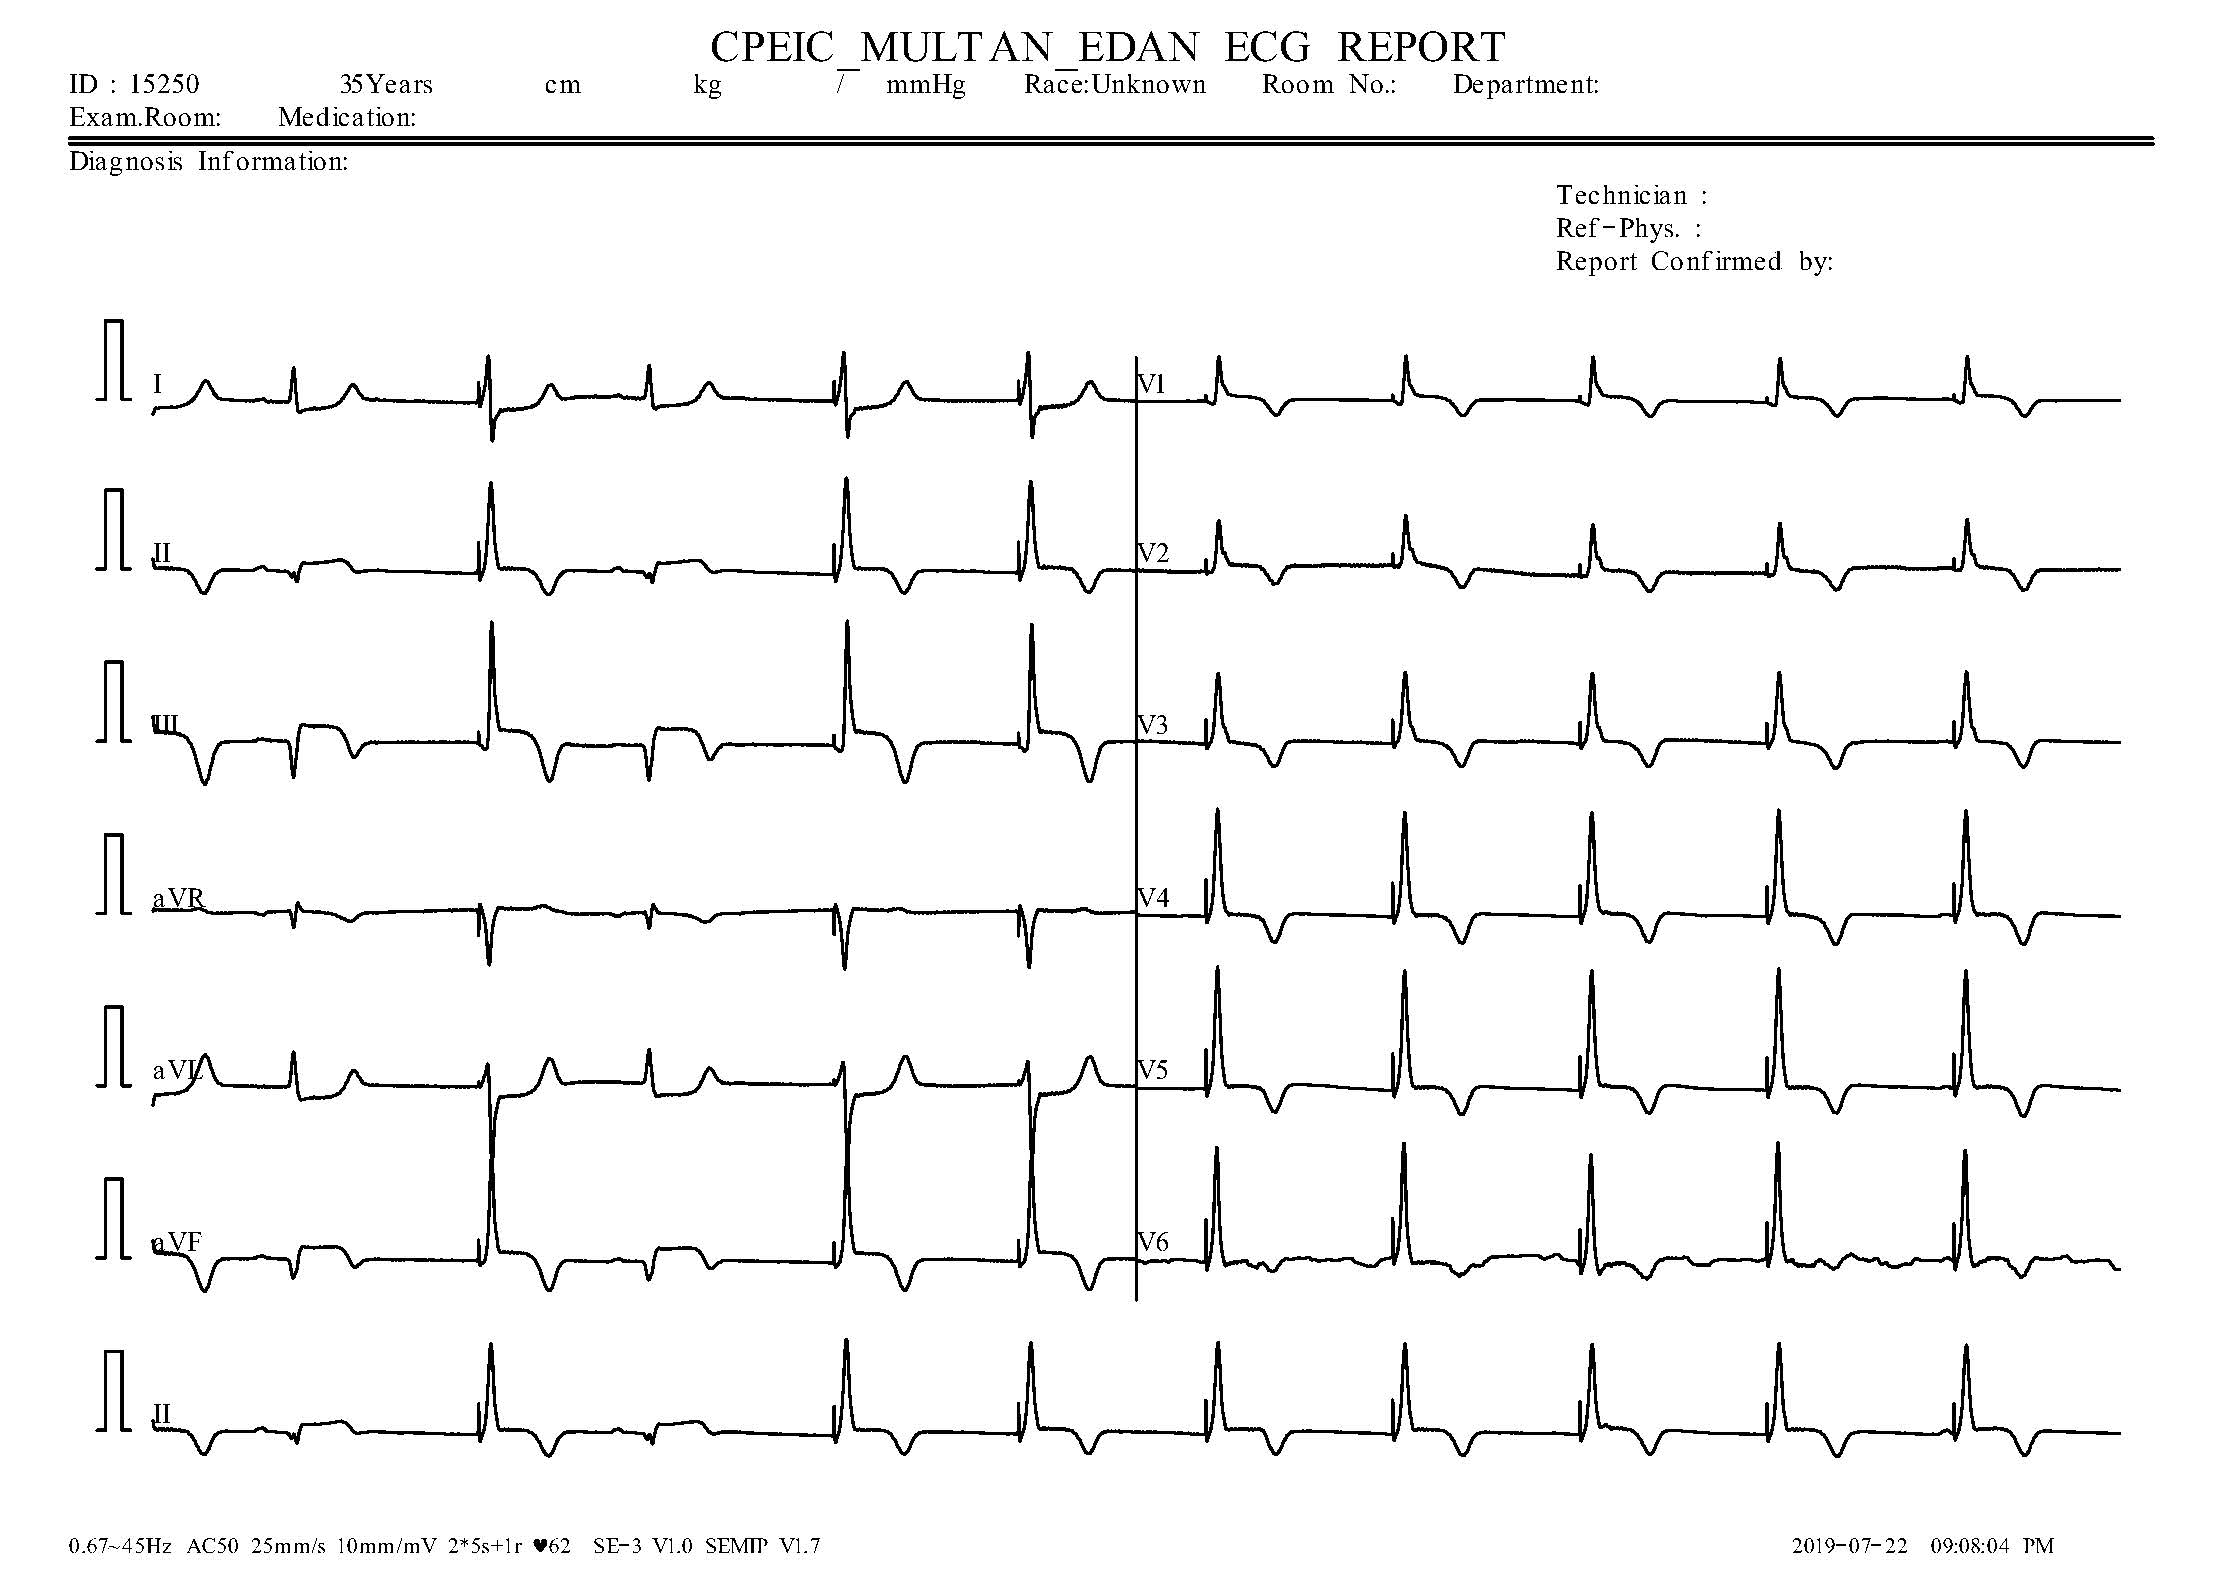 CPEIC_MULTAN_EDAN ECG REPORT
ID : 15250 35Years cm kg / mmHg Race:Unknown Room No.: Department:
Exam.Room: Medication:
Diagnosis Information:
Technician :
Ref-Phys. :
Report Confirmed by:
I V1
II V2
III V3
aVR V4
aVL V5
aVF V6
II
0.67~45Hz AC50 25mm/s 10mm/mV 2*5s+1r ♥62 SE-3 V1.0 SEMIP V1.7 2019-07-22 09:08:04 PM